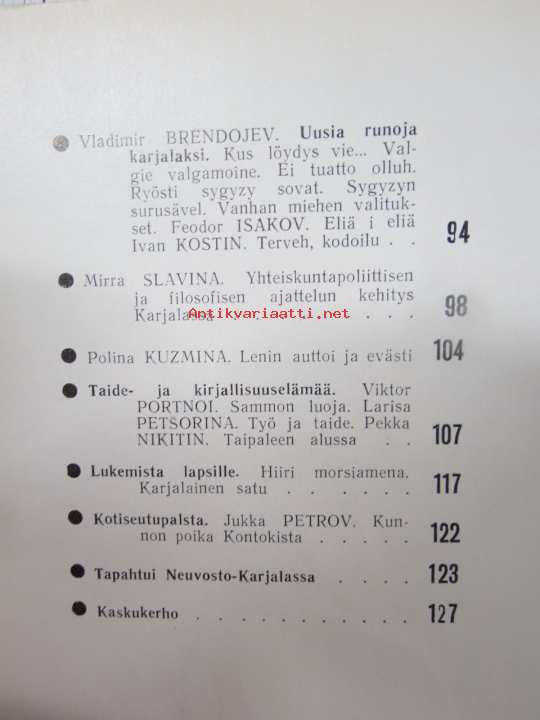 ● Vladimir BRENDOJEV. Uusia runoja
karjalaksi. Kus löydys vie... Val-
gie valgamoine. Ei tuatto olluh.
Ryösti sygyzy sovat. Sygyzyn
surusävel. Vanhan miehen valituk-
set. Feodor ISAKOV. Eliä i eliä
Ivan KOSTIN. Terveh, kodoilu . . 94
● Mirra SLAVINA. Yhteiskuntapoliittisen
ja filosofisen ajattelun kehitys
Karjalassa . . . . . . . 98
Antikvariaatti.net
● Polina KUZMINA. Lenin auttoi ja evästi 104
● Taide- ja kirjallisuuselämää. Viktor
PORTNOI. Sammon luoja. Larisa
PETSORINA. Työ ja taide. Pekka
NIKITIN. Taipaleen alussa . . 107
● Lukemista lapsille. Hiiri morsiamena.
Karjalainen satu . . . . . . 117
● Kotiseutupalsta. Jukka PETROV. Kun-
non poika Kontokista . . . . . 122
● Tapahtui Neuvosto-Karjalassa . . . . 123
● Kaskukerho . . . . . . . . . . . 127